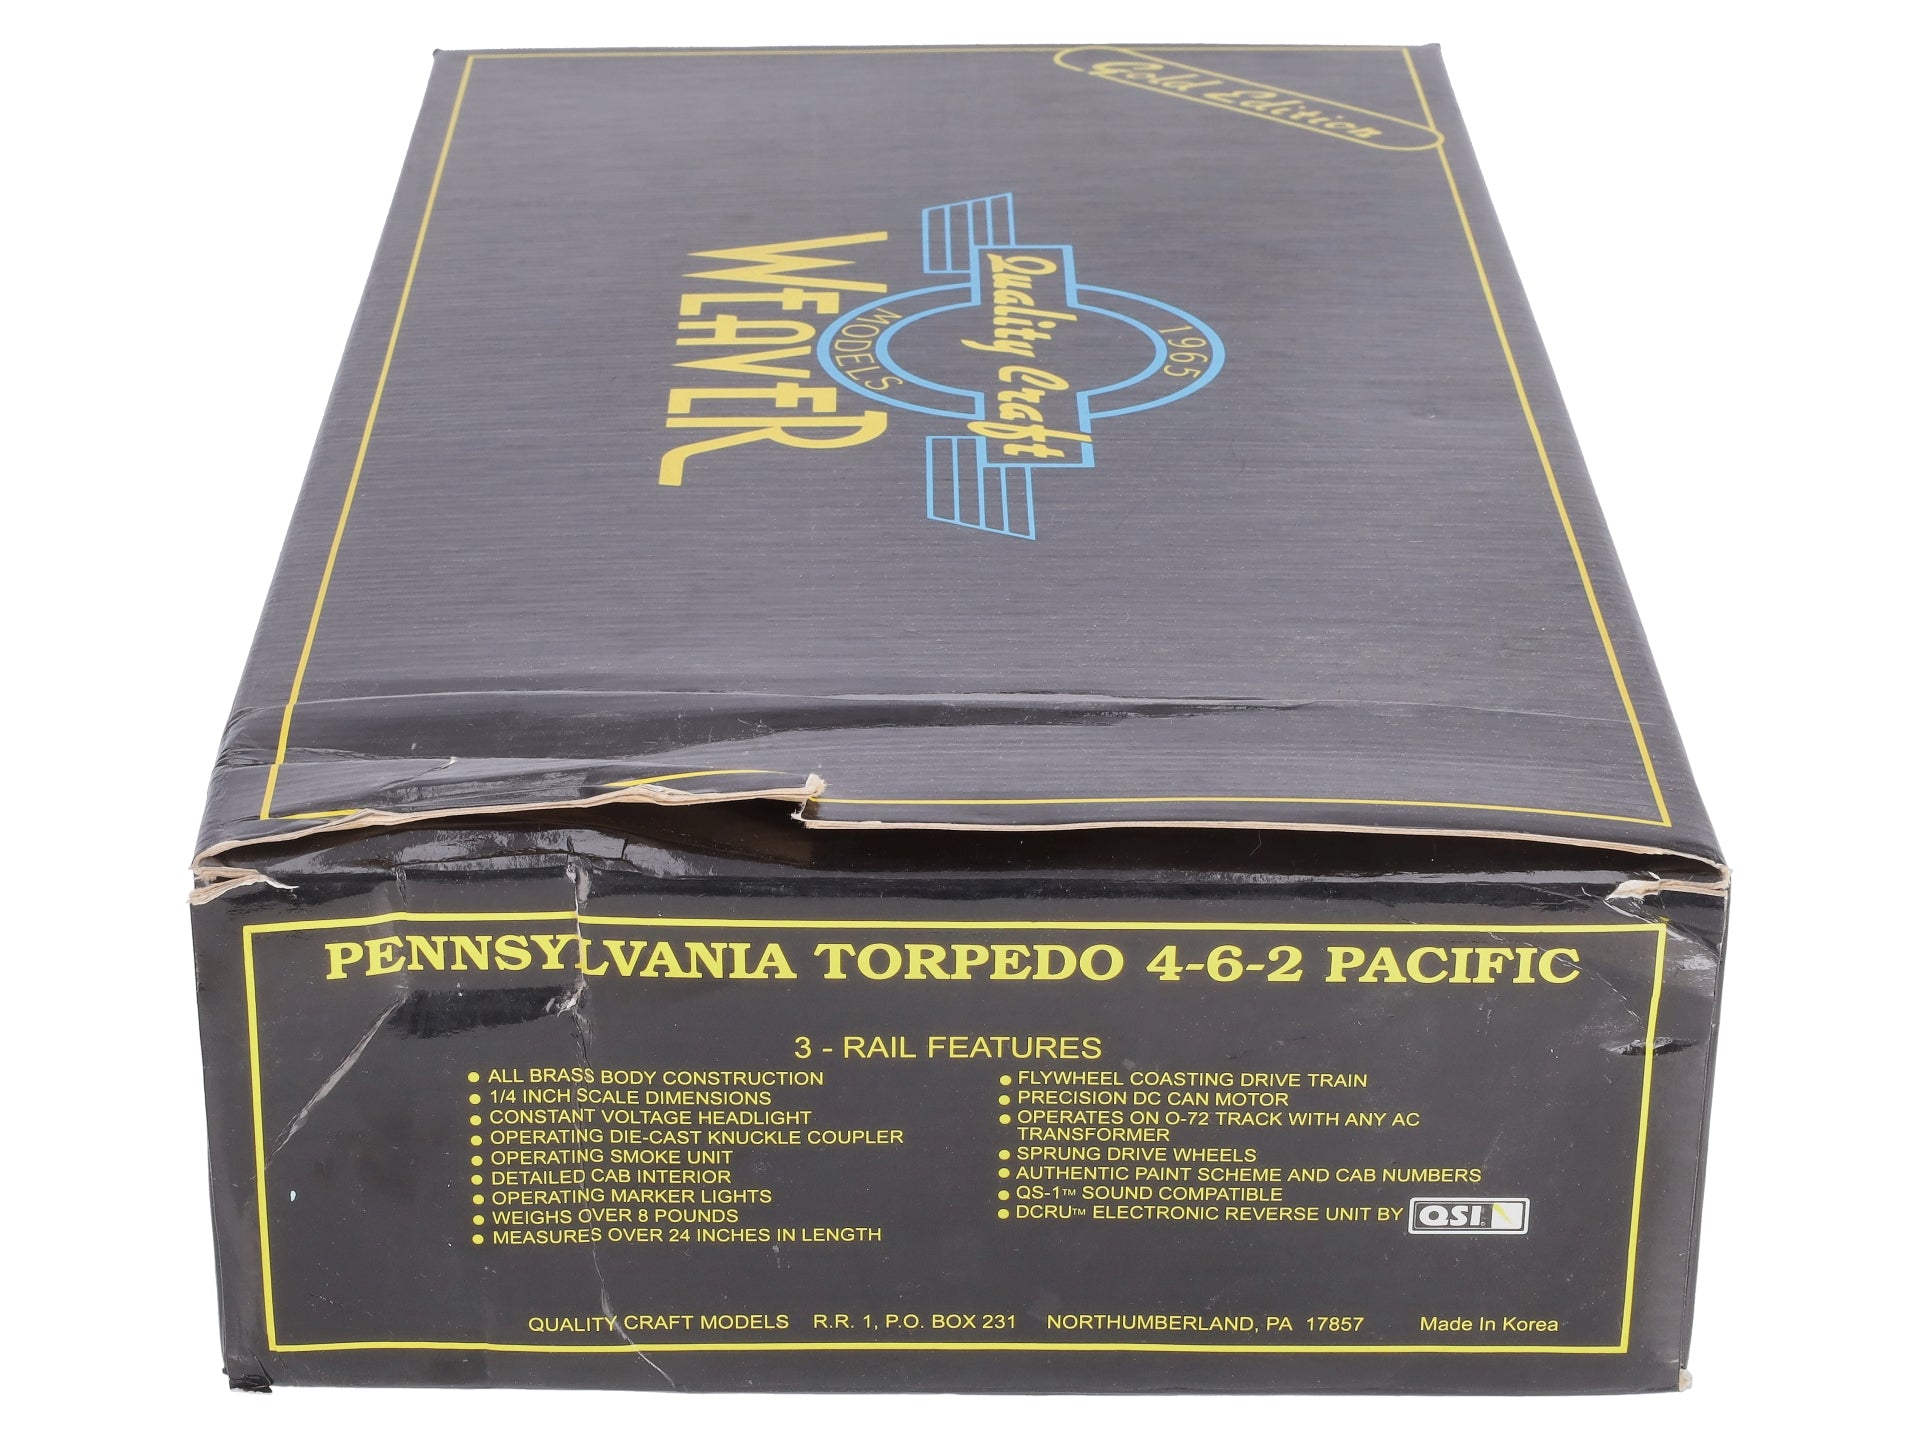 Gold Edition
1965
Quality Craft
MODELS
WEAVER
PENNSYLVANIA TORPEDO 4-6-2 PACIFIC
3 - RAIL FEATURES
● ALL BRASS BODY CONSTRUCTION
● 1/4 INCH SCALE DIMENSIONS
● CONSTANT VOLTAGE HEADLIGHT
● OPERATING DIE-CAST KNUCKLE COUPLER
● OPERATING SMOKE UNIT
● DETAILED CAB INTERIOR
● OPERATING MARKER LIGHTS
● WEIGHS OVER 8 POUNDS
● MEASURES OVER 24 INCHES IN LENGTH
● FLYWHEEL COASTING DRIVE TRAIN
● PRECISION DC CAN MOTOR
● OPERATES ON O-72 TRACK WITH ANY AC
TRANSFORMER
● SPRUNG DRIVE WHEELS
● AUTHENTIC PAINT SCHEME AND CAB NUMBERS
● QS-1™ SOUND COMPATIBLE
● DCRU™ ELECTRONIC REVERSE UNIT BY QSI
QUALITY CRAFT MODELS R.R. 1, P.O. BOX 231 NORTHUMBERLAND, PA 17857 Made In Korea